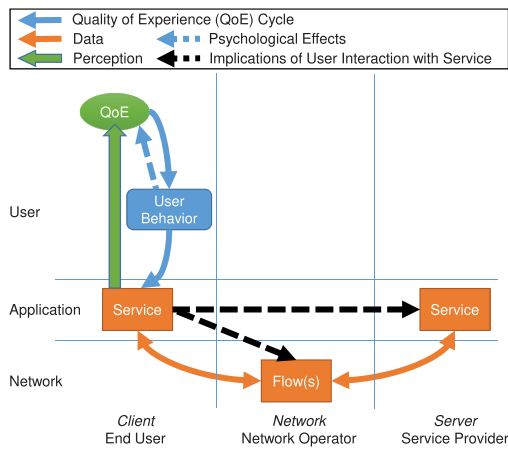 Quality of Experience (QoE) Cycle
Data
Psychological Effects
Perception
Implications of User Interaction with Service
QoE
User
Behavior
User
Application
Service
Service
Network
Flow(s)
Client
End User
Network
Network Operator
Server
Service Provider